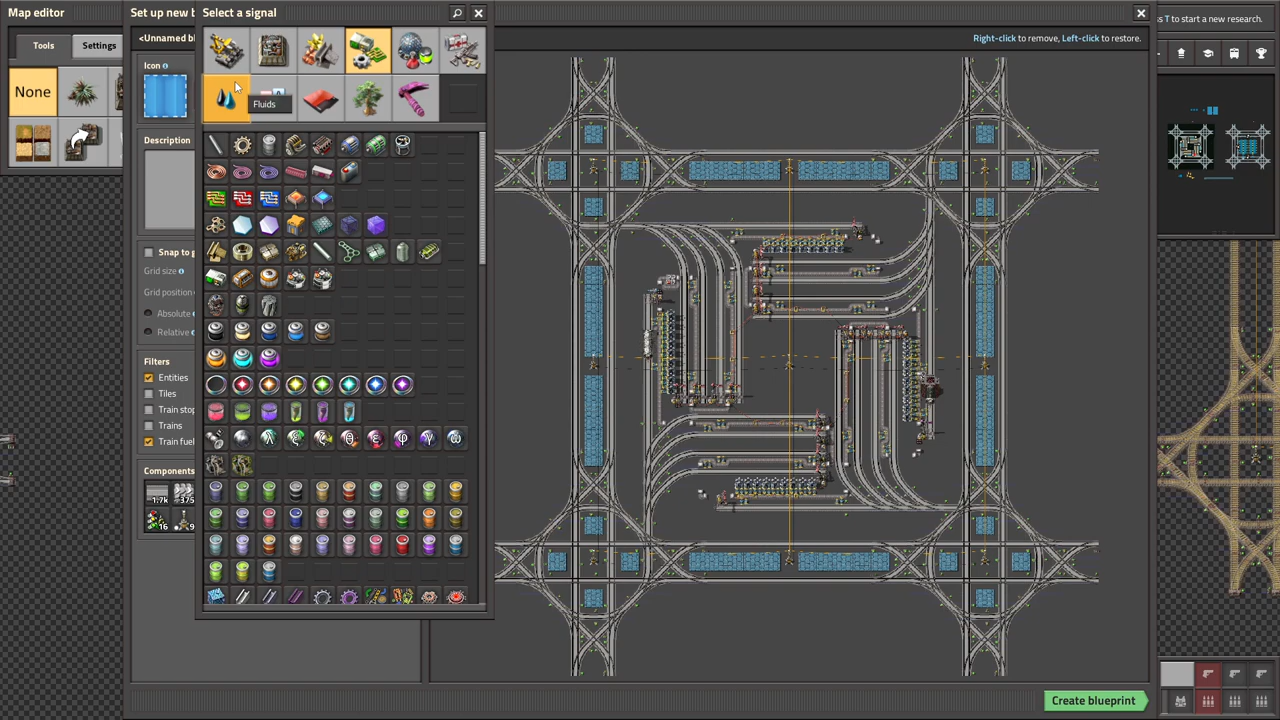 Map editor
Set up new b
Select a signal
ss T to start a new research.
Tools
Settings
<Unnamed bl
Right-click to remove, Left-click to restore.
Icon
None
Fluids
Description
Snap to g
Grid size
Grid position
Absolute
Relative
Filters
Entities
Tiles
Train stop
Trains
Train fuel
Components
1.7k
375
16
9
Create blueprint